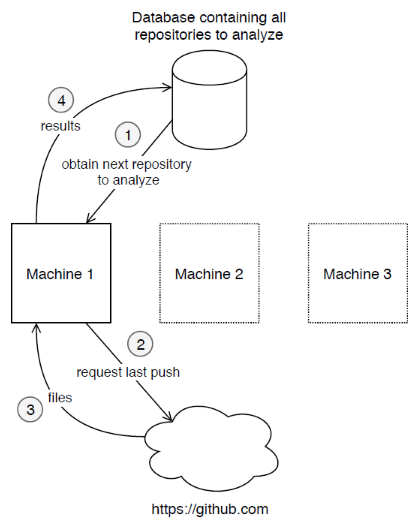 Database containing all
repositories to analyze
4
results
1
obtain next repository
to analyze
Machine 1
Machine 2
Machine 3
2
request last push
3
files
https://github.com